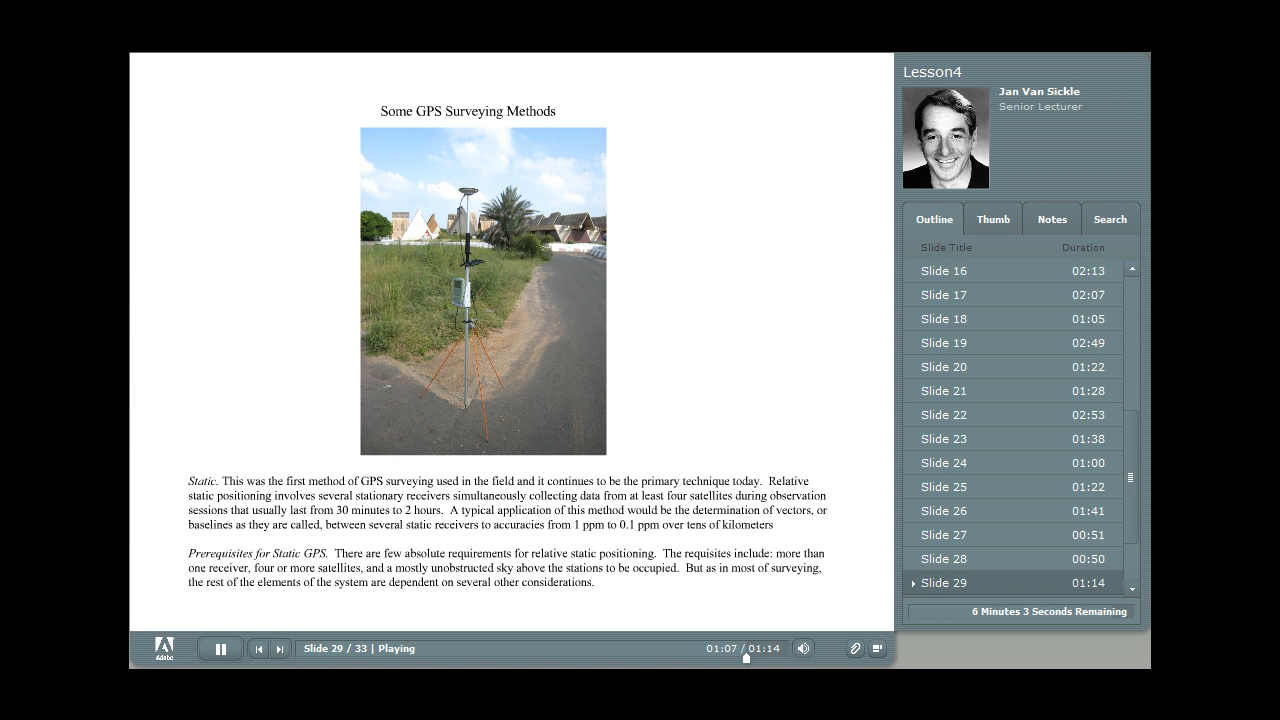 Some GPS Surveying Methods
Static. This was the first method of GPS surveying used in the field and it continues to be the primary technique today. Relative
static positioning involves several stationary receivers simultaneously collecting data from at least four satellites during observation
sessions that usually last from 30 minutes to 2 hours. A typical application of this method would be the determination of vectors, or
baselines as they are called, between several static receivers to accuracies from 1 ppm to 0.1 ppm over tens of kilometers
Prerequisites for Static GPS. There are few absolute requirements for relative static positioning. The requisites include: more than
one receiver, four or more satellites, and a mostly unobstructed sky above the stations to be occupied. But as in most of surveying,
the rest of the elements of the system are dependent on several other considerations.
Lesson4
Jan Van Sickle
Senior Lecturer
Outline Thumb Notes Search
Slide Title Duration
Slide 16 02:13
Slide 17 02:07
Slide 18 01:05
Slide 19 02:49
Slide 20 01:22
Slide 21 01:28
Slide 22 02:53
Slide 23 01:38
Slide 24 01:00
Slide 25 01:22
Slide 26 01:41
Slide 27 00:51
Slide 28 00:50
Slide 29 01:14
6 Minutes 3 Seconds Remaining
Adobe
Slide 29 / 33 | Playing
01:07 / 01:14